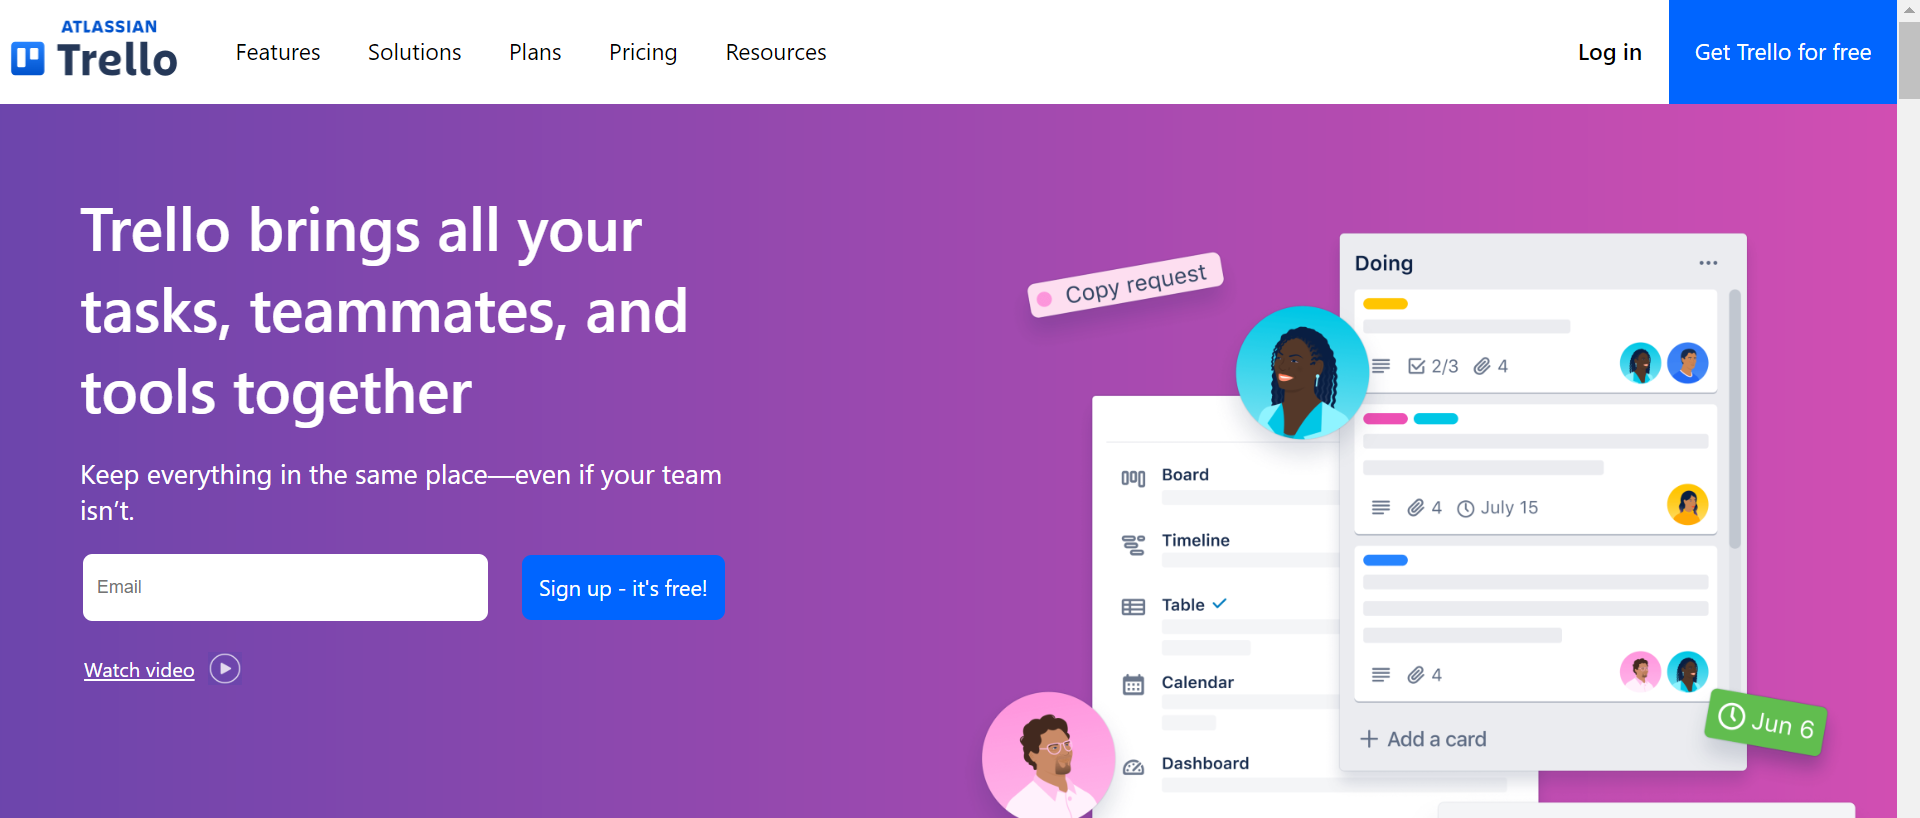 ATLASSIAN
Trello
Features
Solutions
Plans
Pricing
Resources
Log in
Get Trello for free
Trello brings all your
tasks, teammates, and
tools together
Keep everything in the same place—even if your team
isn’t.
Email
Sign up - it's free!
Watch video
Copy request
Board
Timeline
Table
Calendar
Dashboard
Doing
2/3 4
4 July 15
4
+ Add a card
Jun 6